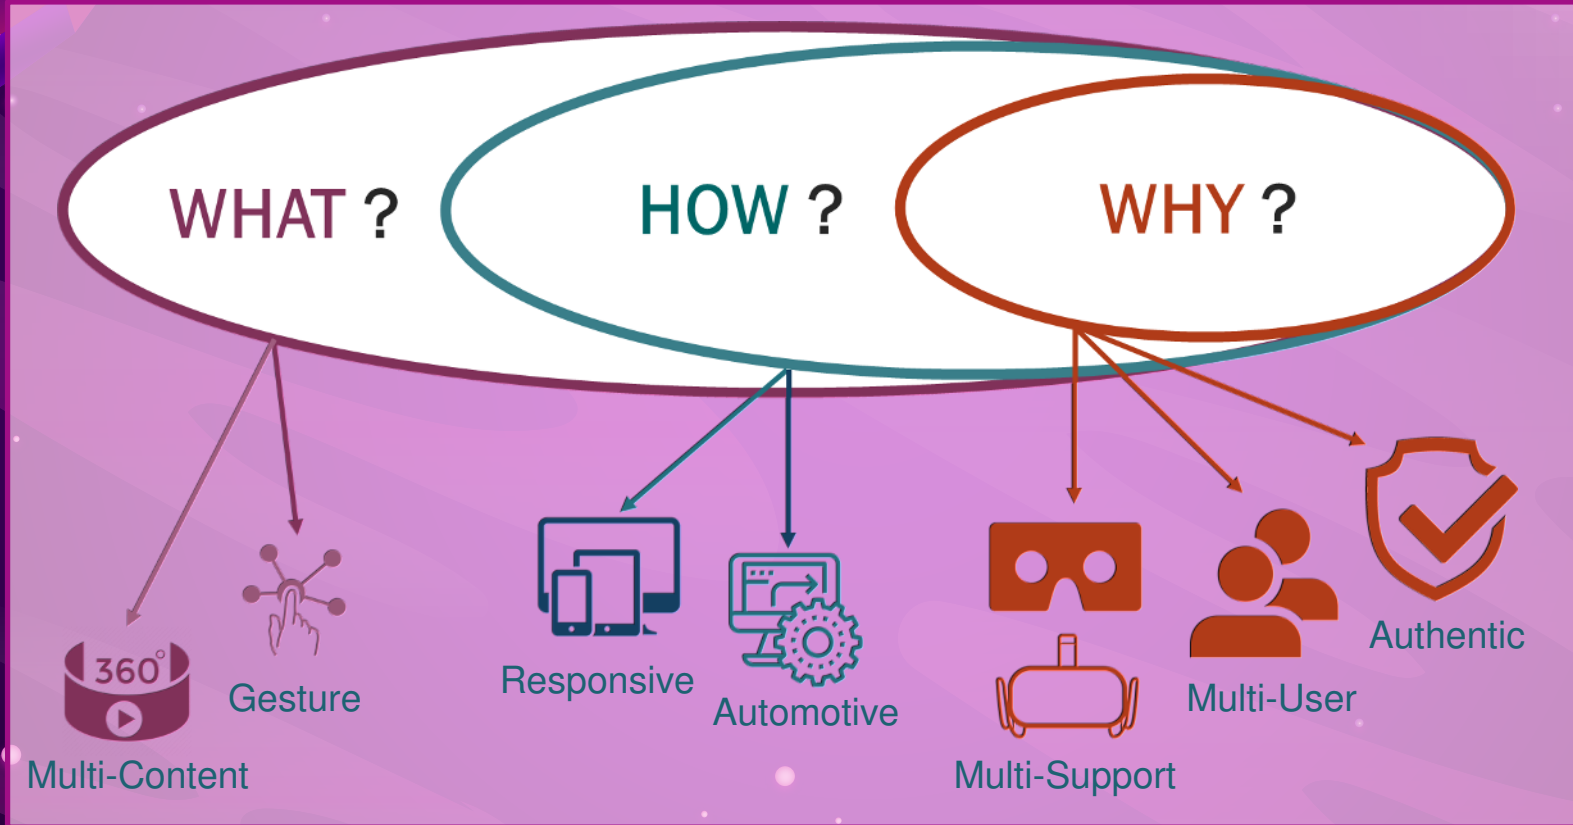 WHAT ?
HOW ?
WHY ?
360°
Gesture
Multi-Content
Responsive
Automotive
Multi-Support
Multi-User
Authentic